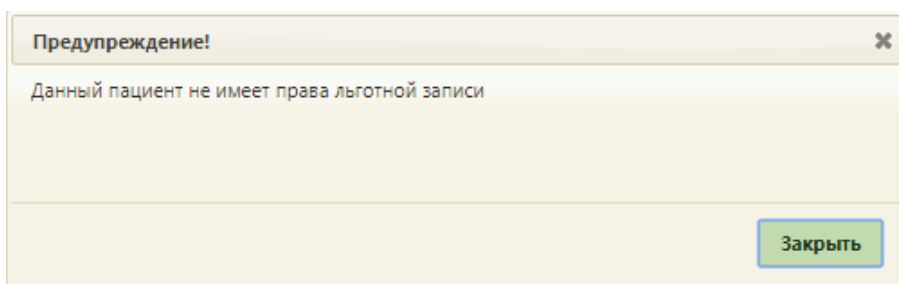 Предупреждение!
Данный пациент не имеет права льготной записи
Закрыть